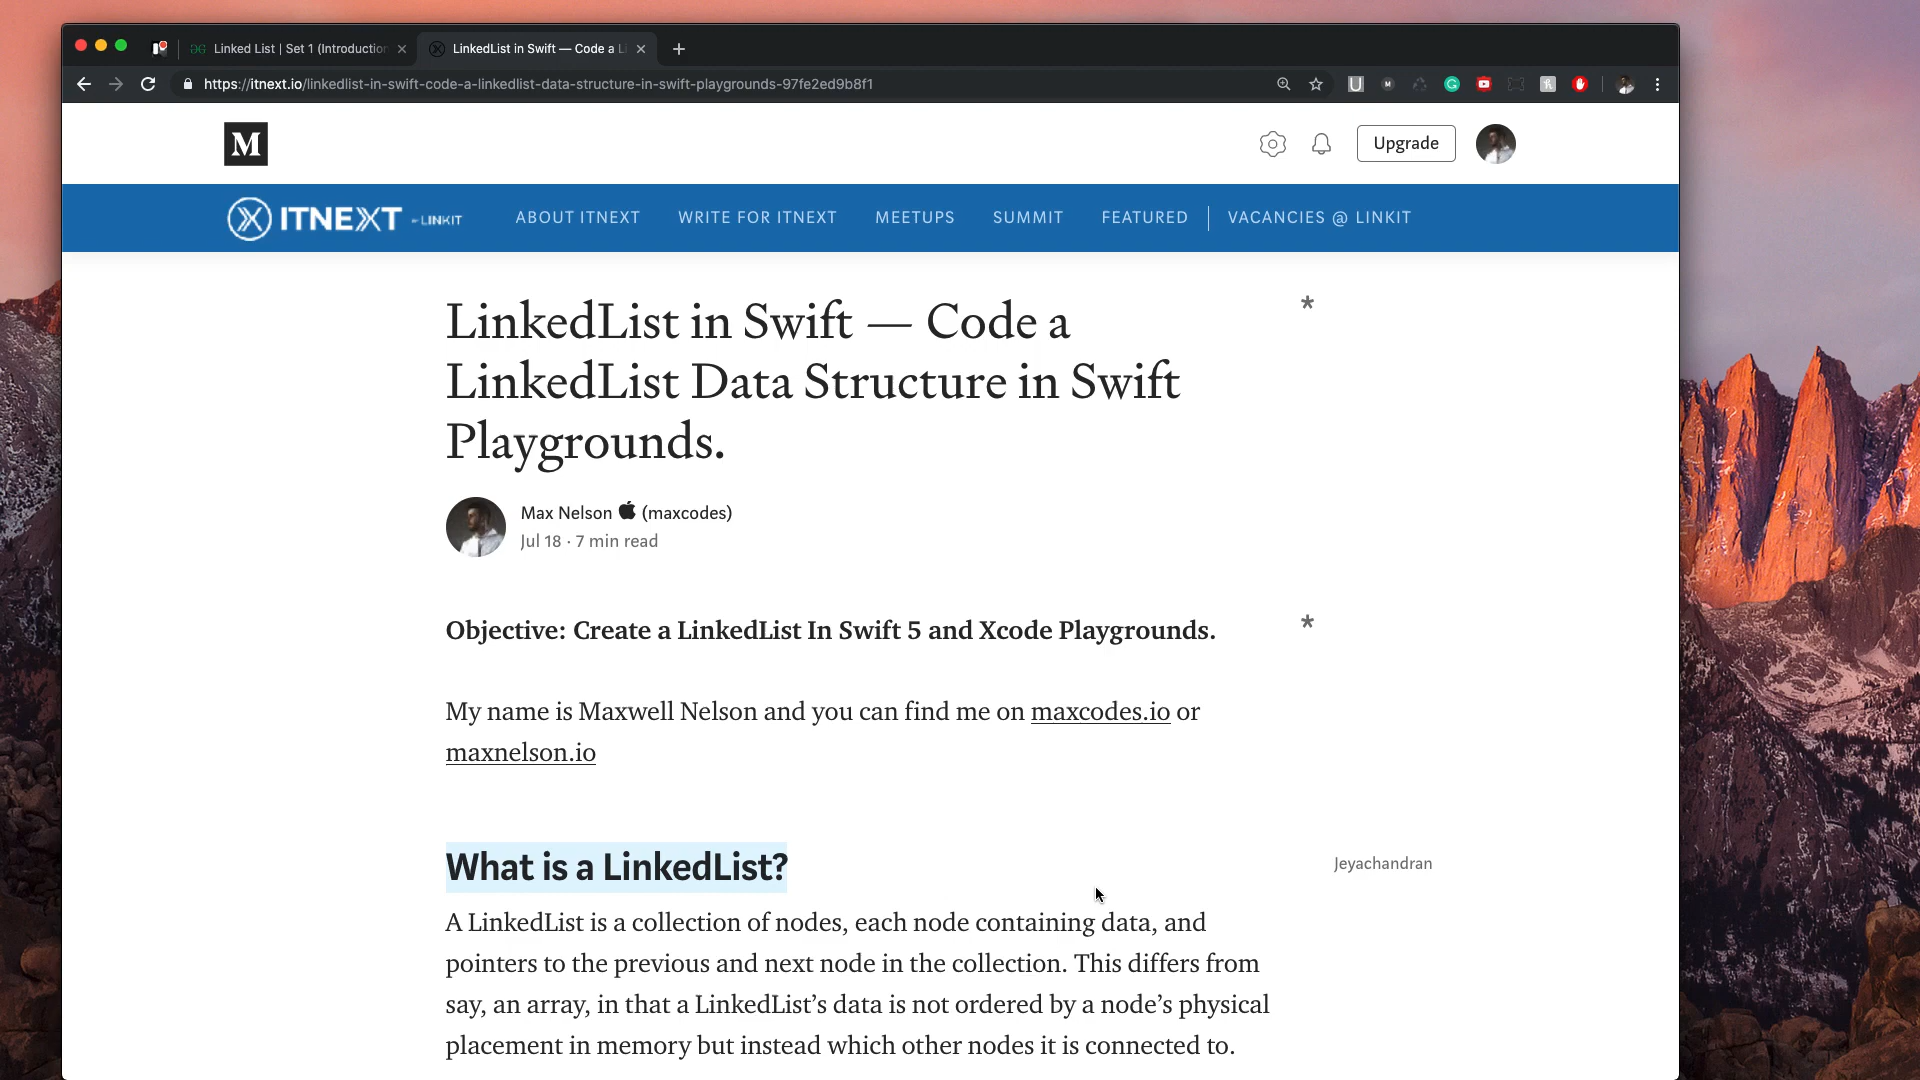 Linked List | Set 1 (Introduction
LinkedList in Swift — Code a Li
https://itnext.io/linkedlist-in-swift-code-a-linkedlist-data-structure-in-swift-playgrounds-97fe2ed9b8f1
M
Upgrade
ITNEXT - LINKIT
ABOUT ITNEXT
WRITE FOR ITNEXT
MEETUPS
SUMMIT
FEATURED
VACANCIES @ LINKIT
LinkedList in Swift — Code a
LinkedList Data Structure in Swift
Playgrounds.
*
Max Nelson (maxcodes)
Jul 18 · 7 min read
Objective: Create a LinkedList In Swift 5 and Xcode Playgrounds.
*
My name is Maxwell Nelson and you can find me on maxcodes.io or
maxnelson.io
What is a LinkedList?
Jeyachandran
A LinkedList is a collection of nodes, each node containing data, and
pointers to the previous and next node in the collection. This differs from
say, an array, in that a LinkedList’s data is not ordered by a node’s physical
placement in memory but instead which other nodes it is connected to.